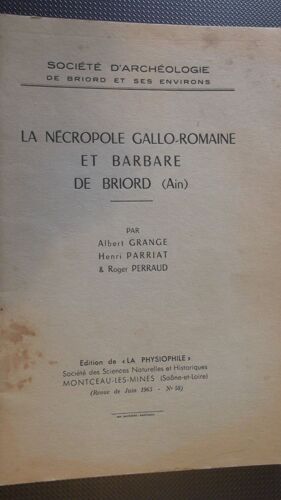 SOCIÉTÉ D'ARCHÉOLOGIE
DE BRIORD ET SES ENVIRONS
LA NÉCROPOLE GALLO-ROMAINE
ET BARBARE
DE BRIORD (Ain)
PAR
Albert GRANGE
Henri PARRIAT
& Roger PERRAUD
Edition de « LA PHYSIOPHILE »
Société des Sciences Naturelles et Historiques
MONTCEAU-LES-MINES (Saône-et-Loire)
(Revue de Juin 1963 - N° 58)